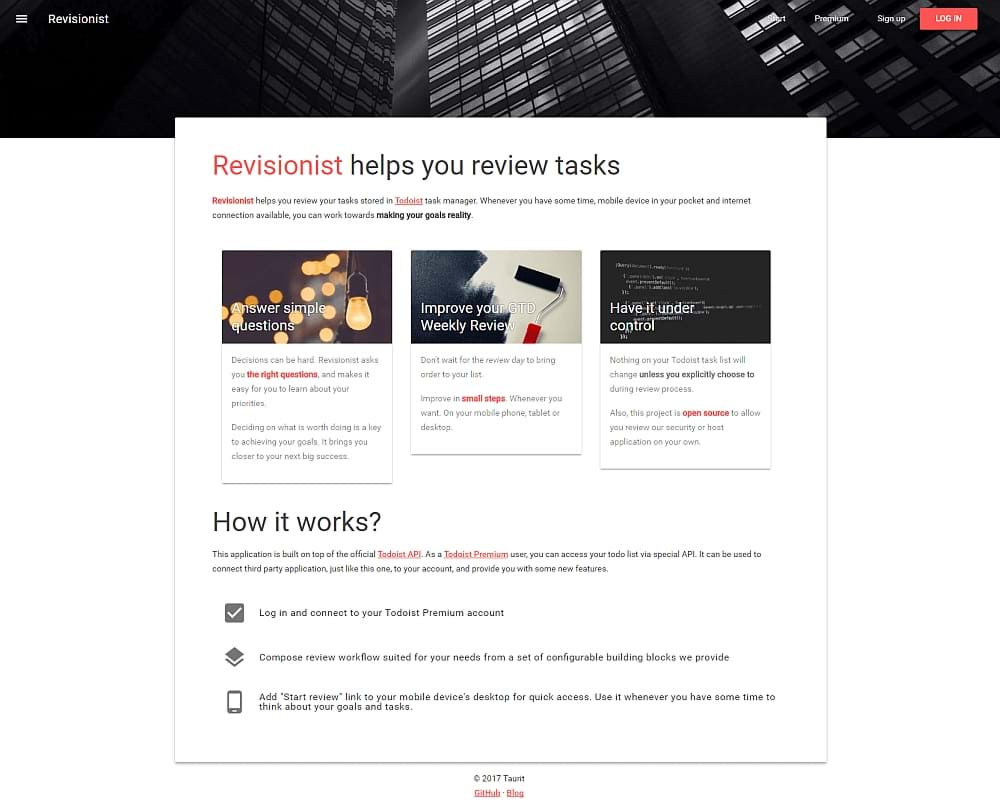 Revisionist
Start
Premium
Sign up
LOG IN
Revisionist helps you review tasks
Revisionist helps you review your tasks stored in Todoist task manager. Whenever you have some time, mobile device in your pocket and internet
connection available, you can work towards making your goals reality.
Answer simple
questions
Decisions can be hard. Revisionist asks
you the right questions, and makes it
easy for you to learn about your
priorities.
Deciding on what is worth doing is a key
to achieving your goals. It brings you
closer to your next big success.
Improve your GTD
Weekly Review
Don't wait for the review day to bring
order to your list.
Improve in small steps. Whenever you
want. On your mobile phone, tablet or
desktop.
Have it under
control
Nothing on your Todoist task list will
change unless you explicitly choose to
during review process.
Also, this project is open source to allow
you review our security or host
application on your own.
How it works?
This application is built on top of the official Todoist API. As a Todoist Premium user, you can access your todo list via special API. It can be used to
connect third party application, just like this one, to your account, and provide you with some new features.
Log in and connect to your Todoist Premium account
Compose review workflow suited for your needs from a set of configurable building blocks we provide
Add "Start review" link to your mobile device's desktop for quick access. Use it whenever you have some time to
think about your goals and tasks.
© 2017 Taurit
GitHub · Blog